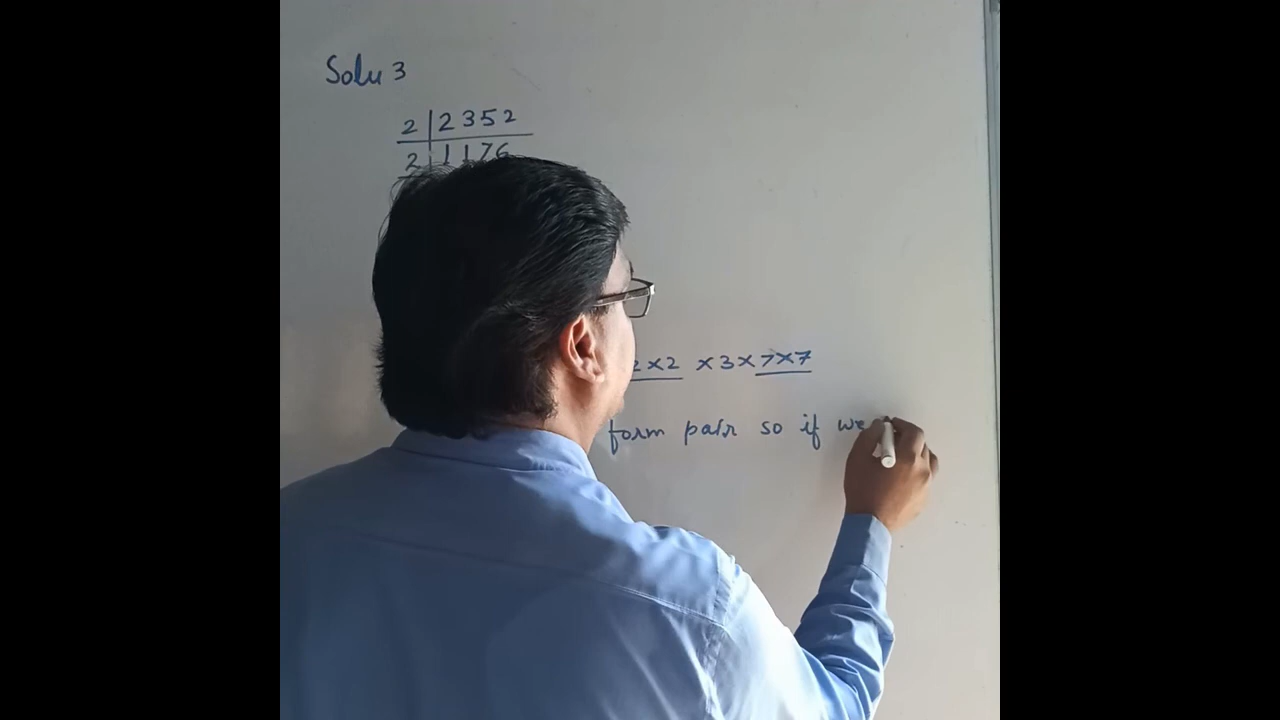 Solu 3
2 | 2352
2 | 1176
2×2 ×3×7×7
form pair so if we